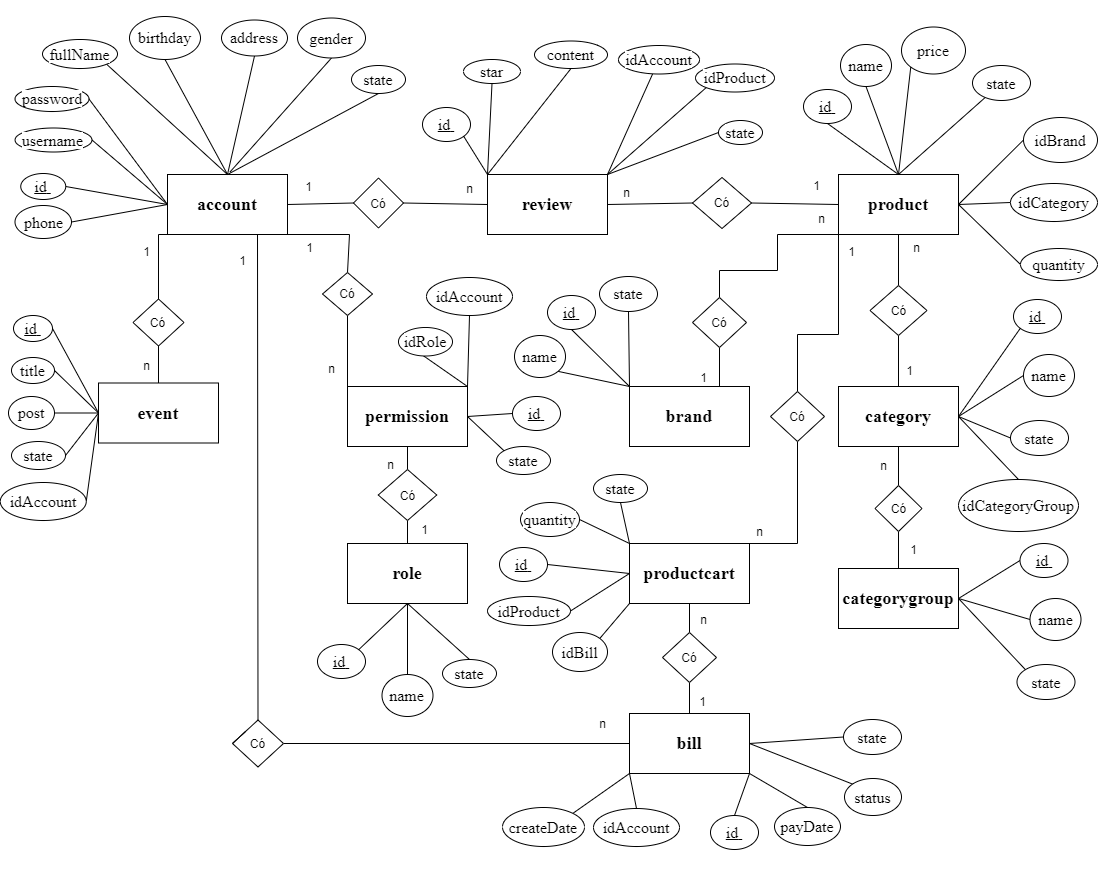 birthday
address
gender
fullName
state
password
username
id
phone
account
star
content
idAccount
idProduct
id
state
review
name
price
id
state
idBrand
idCategory
quantity
product
1
Có
n
n
Có
1
1
Có
n
1
1
Có
n
n
Có
1
1
Có
n
n
Có
1
id
title
post
state
idAccount
event
idAccount
idRole
id
state
permission
id
state
name
brand
id
name
state
idCategoryGroup
category
n
Có
1
n
Có
1
role
id
name
state
state
quantity
id
idProduct
idBill
productcart
categorygroup
id
name
state
n
Có
1
Có
n
bill
state
status
createDate
idAccount
id
payDate